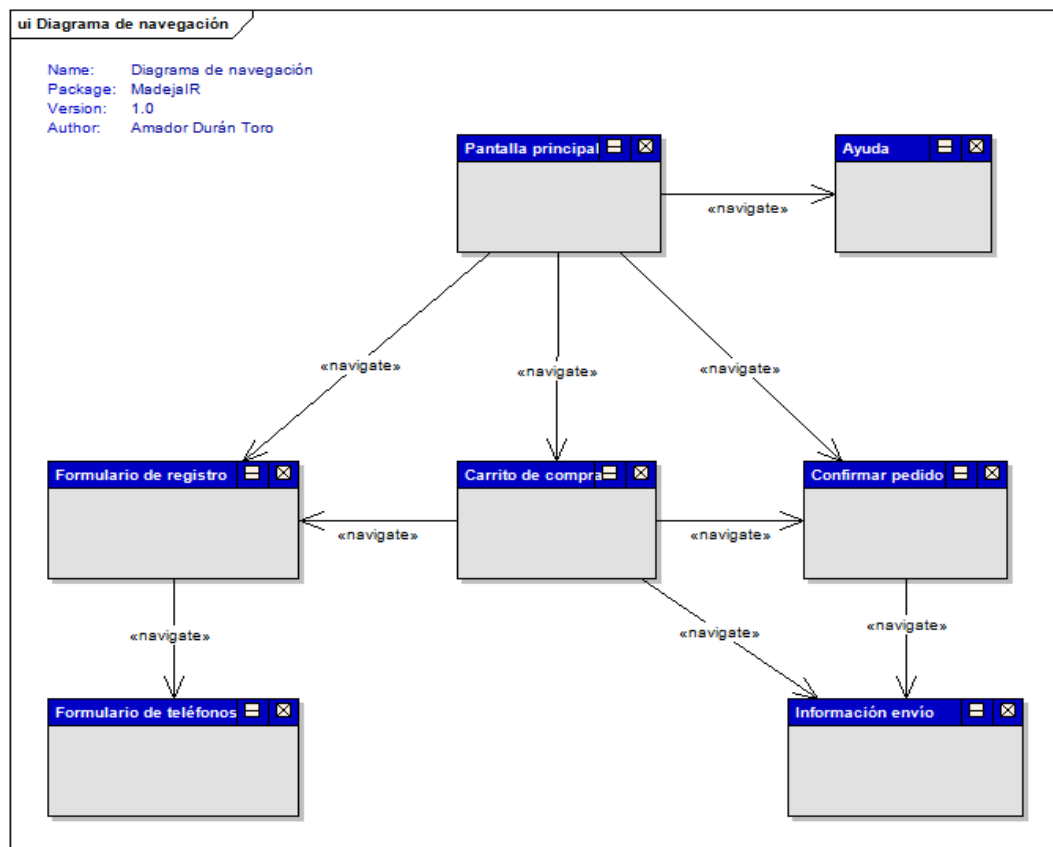 ui Diagrama de navegación
Name: Diagrama de navegación
Package: MadejaIR
Version: 1.0
Author: Amador Durán Toro
Pantalla principal
Ayuda
«navigate»
«navigate»
«navigate»
«navigate»
Formulario de registro
Carrito de compra
Confirmar pedido
«navigate»
«navigate»
«navigate»
«navigate»
«navigate»
Formulario de teléfonos
Información envío